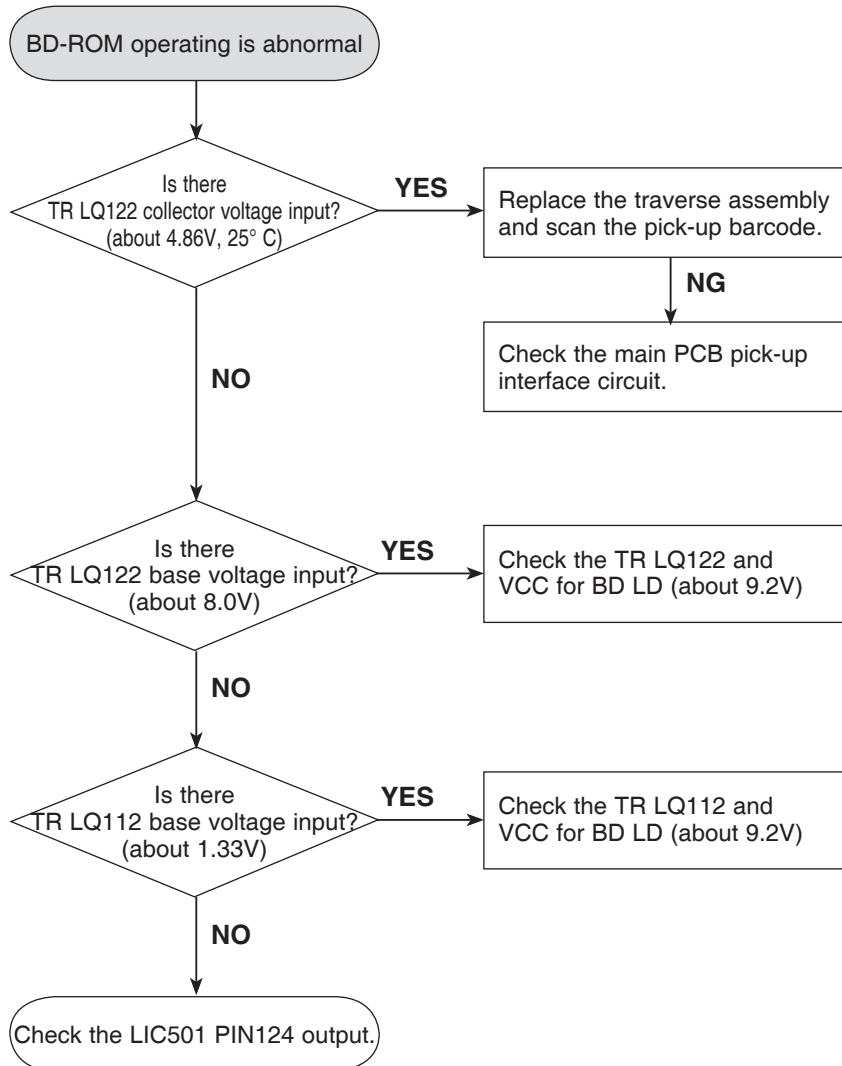 BD-ROM operating is abnormal
Is there
TR LQ122 collector voltage input?
(about 4.86V, 25° C)
YES
Replace the traverse assembly
and scan the pick-up barcode.
NG
Check the main PCB pick-up
interface circuit.
NO
Is there
TR LQ122 base voltage input?
(about 8.0V)
YES
Check the TR LQ122 and
VCC for BD LD (about 9.2V)
NO
Is there
TR LQ112 base voltage input?
(about 1.33V)
YES
Check the TR LQ112 and
VCC for BD LD (about 9.2V)
NO
Check the LIC501 PIN124 output.